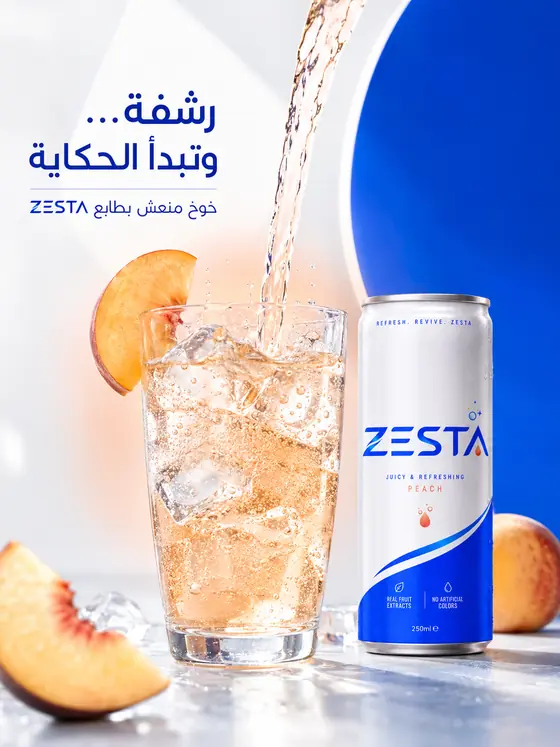 رشفة...
وتبدأ الحكاية
خوخ منعش بطابع ZESTA
REFRESH. REVIVE. ZESTA
ZESTA
JUICY & REFRESHING
PEACH
REAL FRUIT
EXTRACTS
NO ARTIFICIAL
COLORS
250ml ℮